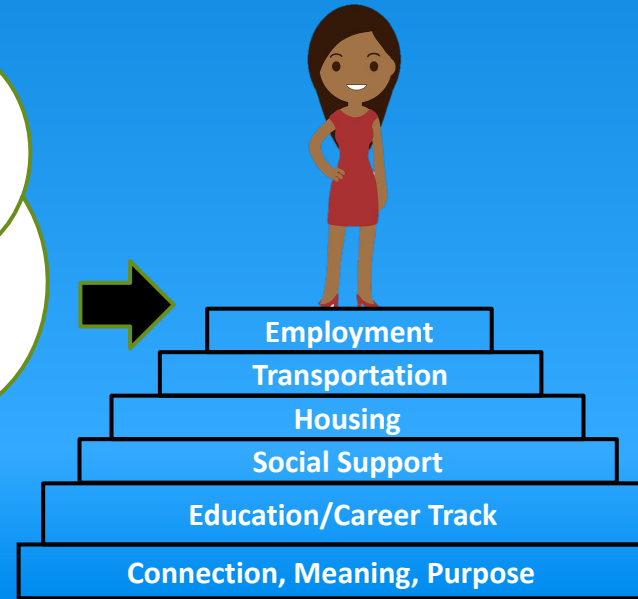 Employment
Transportation
Housing
Social Support
Education/Career Track
Connection, Meaning, Purpose